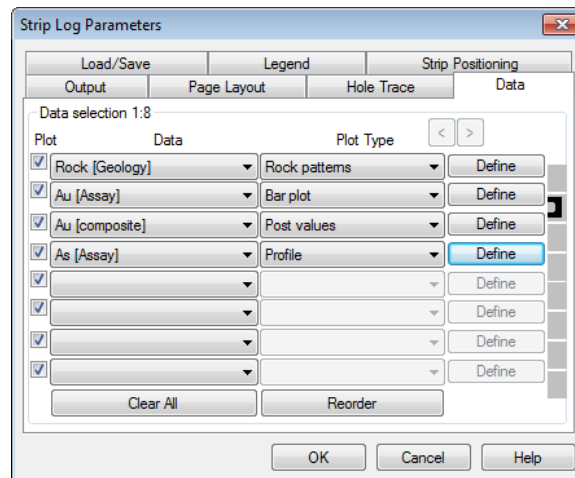 Strip Log Parameters
Load/Save Legend Strip Positioning
Output Page Layout Hole Trace Data
Data selection 1:8
Plot Data Plot Type < >
Rock [Geology] Rock patterns Define
Au [Assay] Bar plot Define
Au [composite] Post values Define
As [Assay] Profile Define
Define
Define
Define
Define
Clear All Reorder
OK Cancel Help